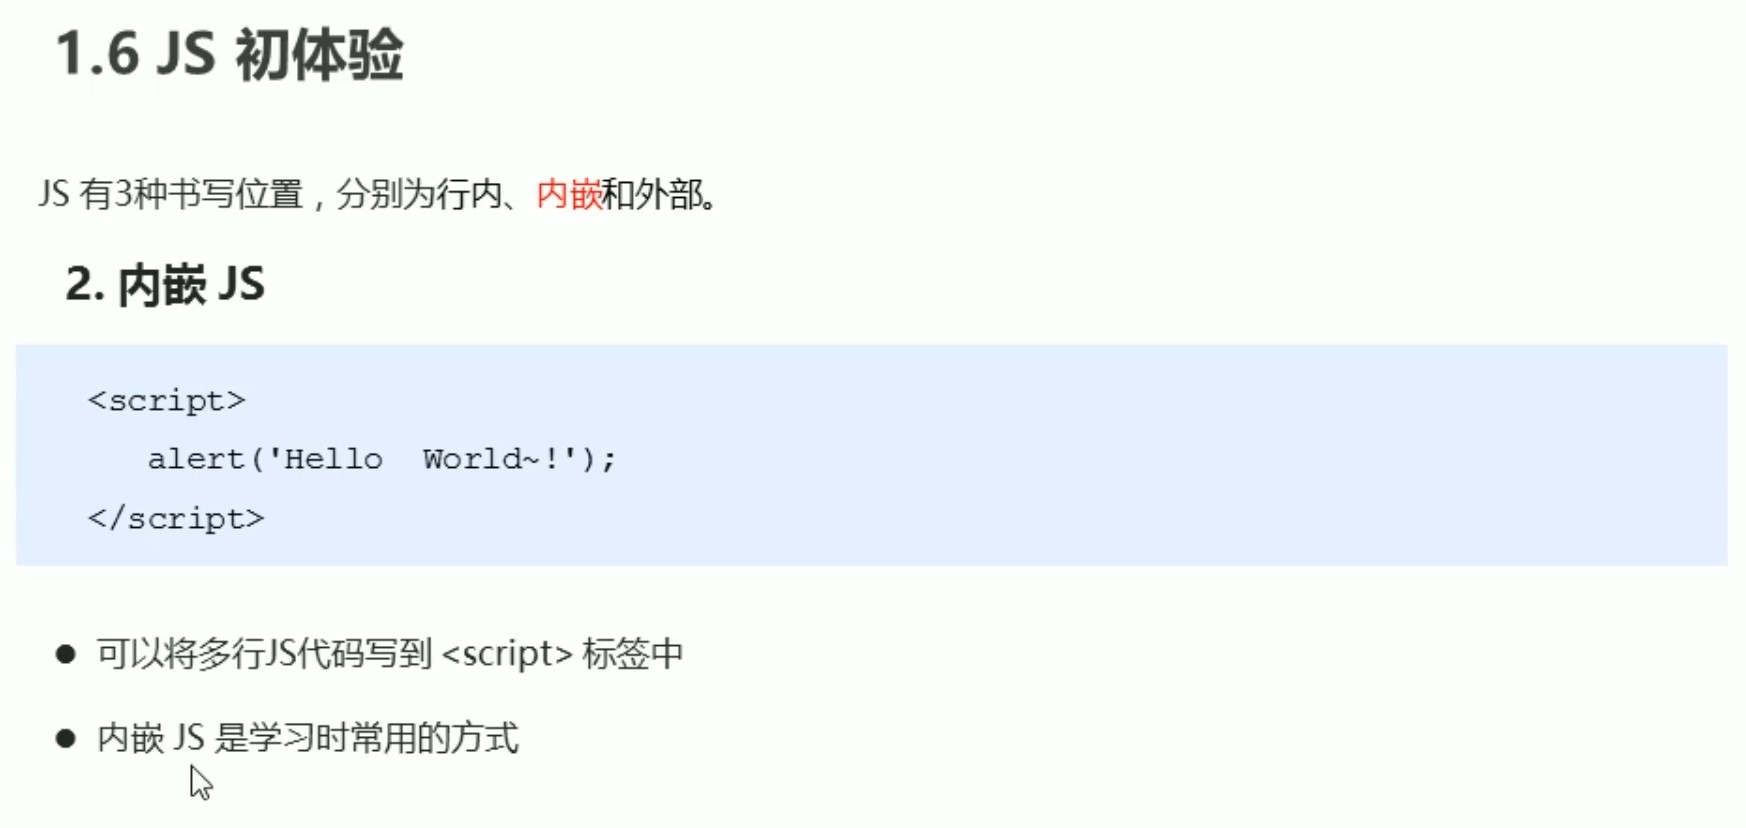 1.6 JS 初体验
JS 有3种书写位置，分别为行内、内嵌和外部。
2. 内嵌 JS
<script>
alert('Hello  World~!');
</script>
● 可以将多行JS代码写到 <script> 标签中
● 内嵌 JS 是学习时常用的方式